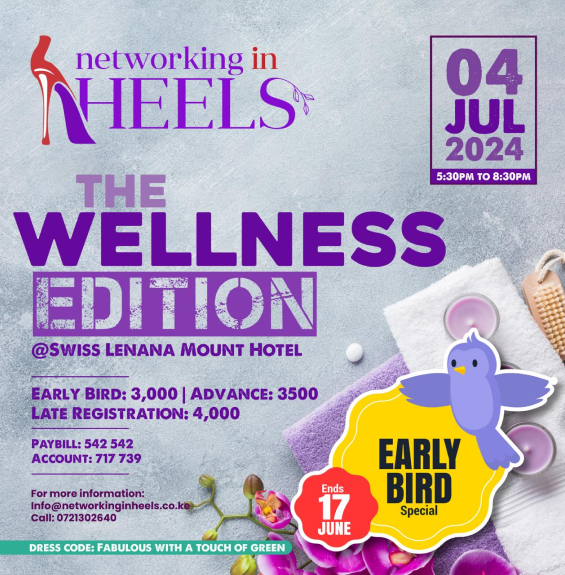 networking in
HEELS
04
JUL
2024
5:30PM TO 8:30PM
THE
WELLNESS
EDITION
@SWISS LENANA MOUNT HOTEL
EARLY BIRD: 3,000 | ADVANCE: 3500
LATE REGISTRATION: 4,000
PAYBILL: 542 542
ACCOUNT: 717 739
For more information:
Info@networkinginheels.co.ke
Call: 0721302640
EARLY
BIRD
Special
Ends
17
JUNE
DRESS CODE: FABULOUS WITH A TOUCH OF GREEN